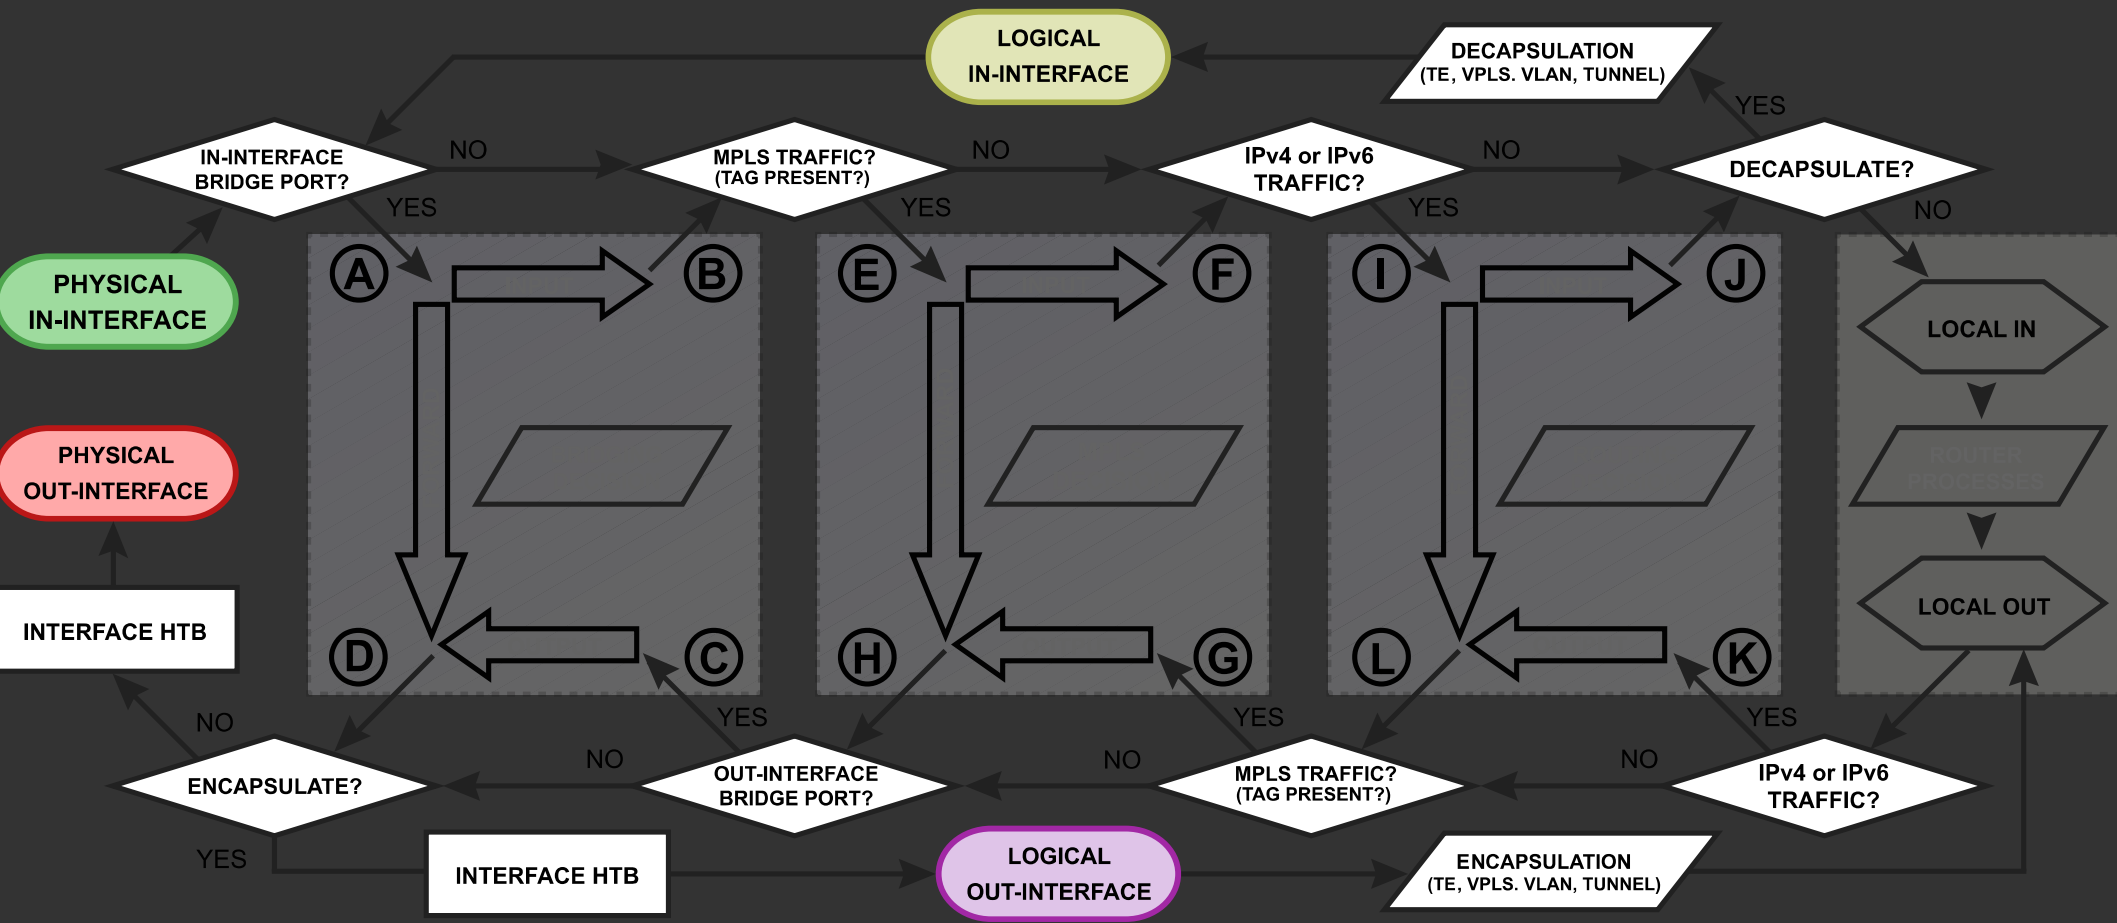 LOGICAL
IN-INTERFACE
DECAPSULATION
(TE, VPLS. VLAN, TUNNEL)
YES
IN-INTERFACE
BRIDGE PORT?
NO
MPLS TRAFFIC?
(TAG PRESENT?)
NO
IPv4 or IPv6
TRAFFIC?
NO
DECAPSULATE?
YES
YES
YES
NO
PHYSICAL
IN-INTERFACE
A
B
E
F
I
J
INPUT
LOCAL IN
PHYSICAL
OUT-INTERFACE
ROUTER
PROCESSES
INTERFACE HTB
LOCAL OUT
D
C
H
G
L
K
NO
YES
YES
YES
ENCAPSULATE?
NO
OUT-INTERFACE
BRIDGE PORT?
NO
MPLS TRAFFIC?
(TAG PRESENT?)
NO
IPv4 or IPv6
TRAFFIC?
YES
INTERFACE HTB
LOGICAL
OUT-INTERFACE
ENCAPSULATION
(TE, VPLS. VLAN, TUNNEL)